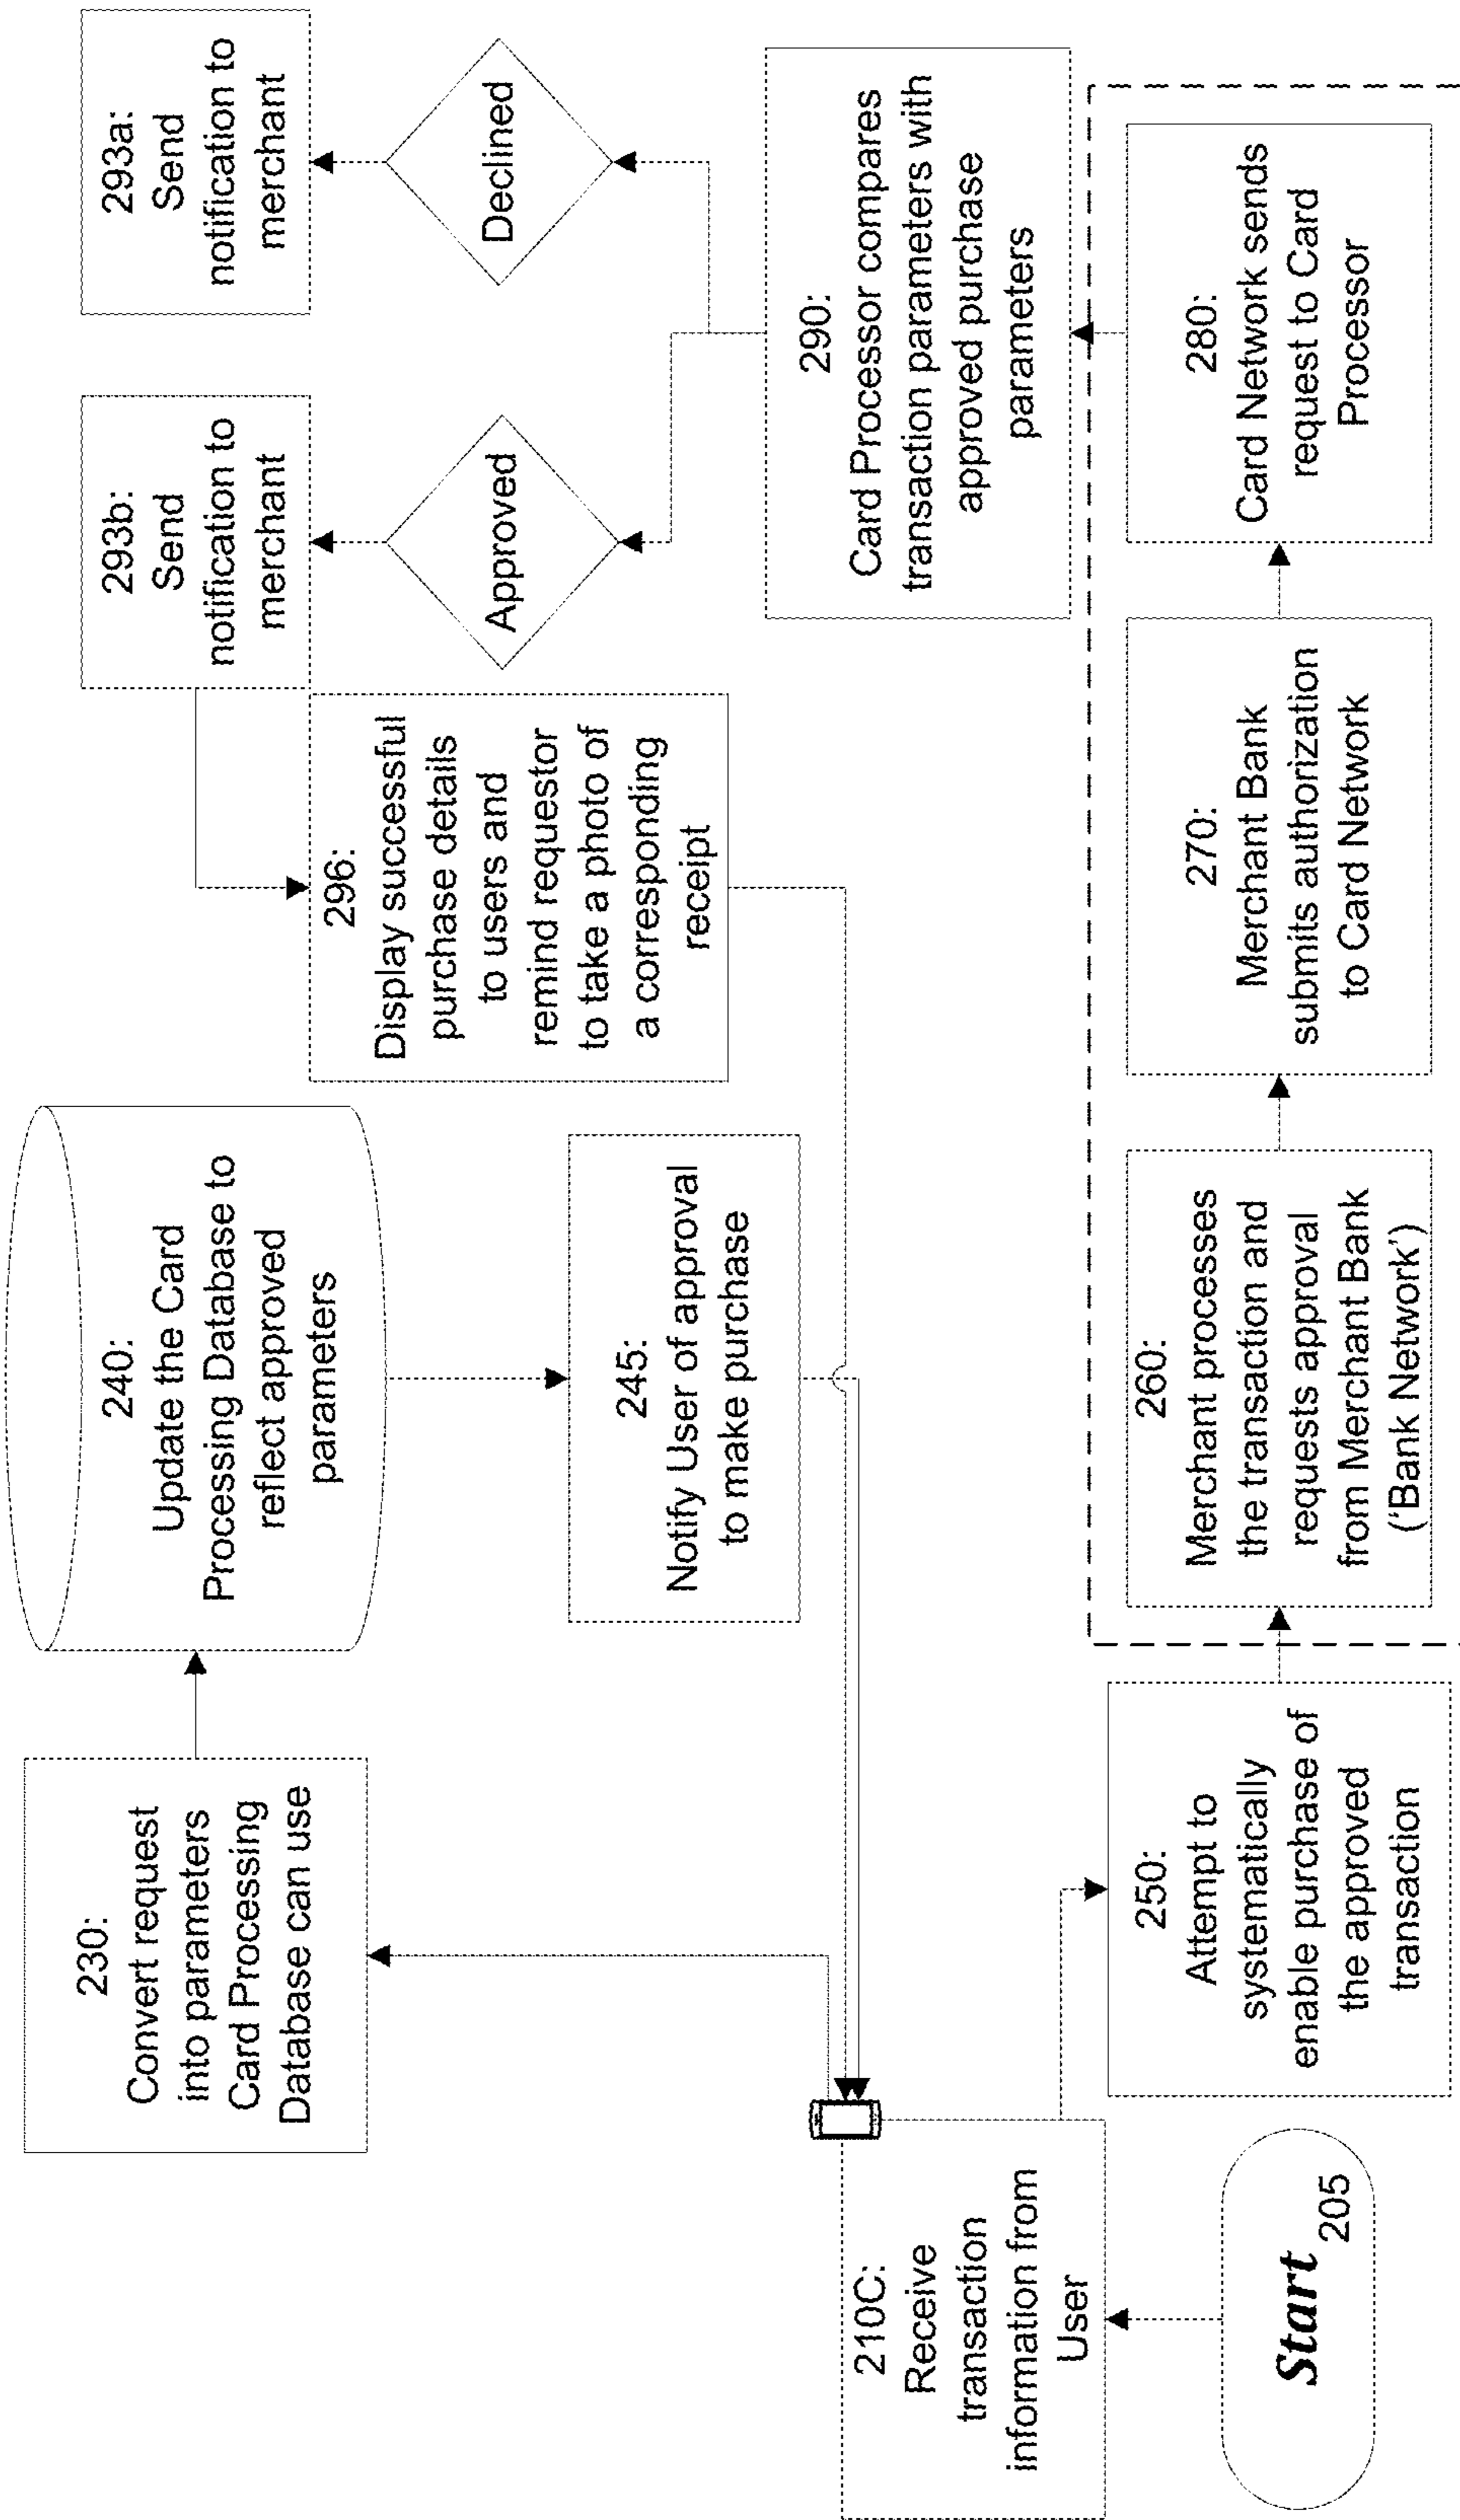 230:
Convert request
into parameters
Card Processing
Database can use
240:
Update the Card
Processing Database to
reflect approved
parameters
293b:
Send
notification to
merchant
293a:
Send
notification to
merchant
296:
Display successful
purchase details
to users and
remind requestor
to take a photo of
a corresponding
receipt
Approved
Declined
245:
Notify User of approval
to make purchase
210C:
Receive
transaction
information from
User
290:
Card Processor compares
transaction parameters with
approved purchase
parameters
Start
205
250:
Attempt to
systematically
enable purchase of
the approved
transaction
260:
Merchant processes
the transaction and
requests approval
from Merchant Bank
('Bank Network')
270:
Merchant Bank
submits authorization
to Card Network
280:
Card Network sends
request to Card
Processor